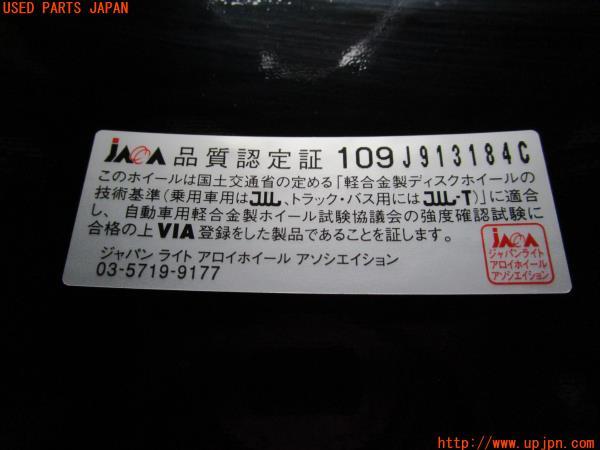 USED PARTS JAPAN
JAWA 品質認定証 109 J913184C
このホイールは国土交通省の定める「軽合金製ディスクホイールの
技術基準（乗用車用はJWL、トラック・バス用にはJWL-T）」に適合
し、自動車用軽合金製ホイール試験協議会の強度確認試験に
合格の上VIA登録をした製品であることを証します。
ジャパン ライト アロイホイール アソシエイション
03-5719-9177
JAWA
ジャパンライト
アロイホイール
アソシエイション
http://www.upjpn.com/